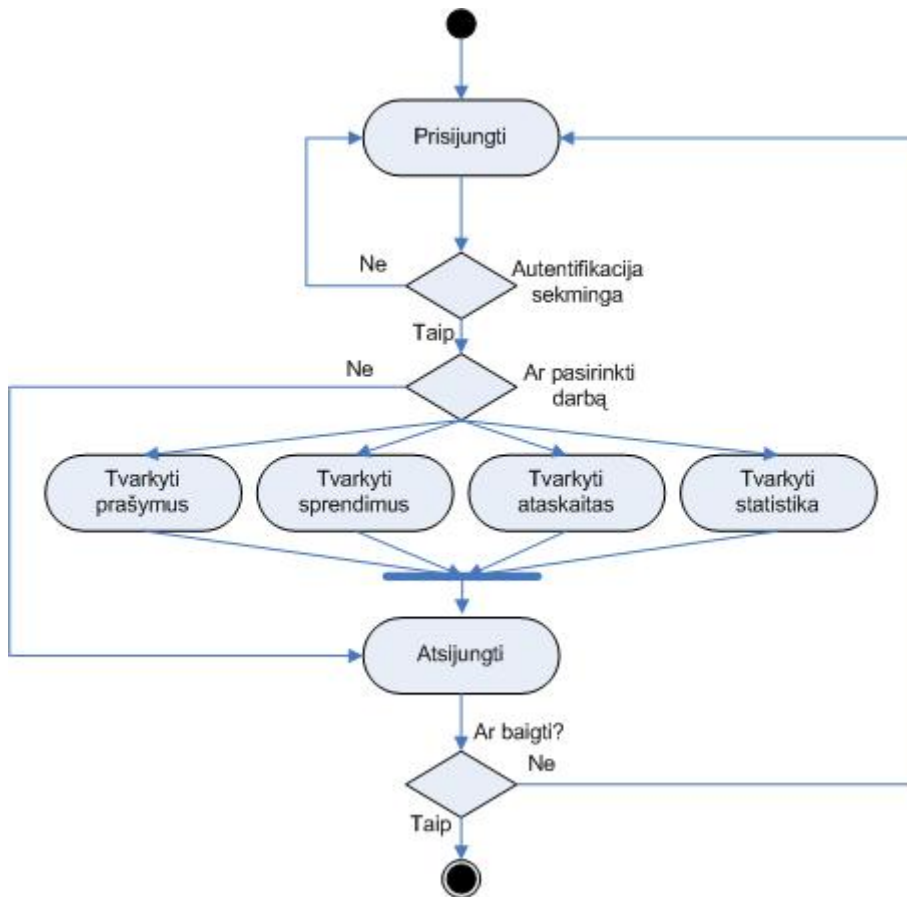 Prisijungti
Ne
Autentifikacija
sekminga
Taip
Ne
Ar pasirinkti
darbą
Tvarkyti
prašymus
Tvarkyti
sprendimus
Tvarkyti
ataskaitas
Tvarkyti
statistika
Atsijungti
Ar baigti?
Ne
Taip